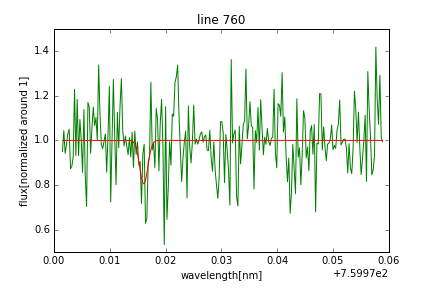 line 760
1.4
1.2
1.0
0.8
0.6
flux[normalized around 1]
0.00 0.01 0.02 0.03 0.04 0.05 0.06
+7.5997e2
wavelength[nm]